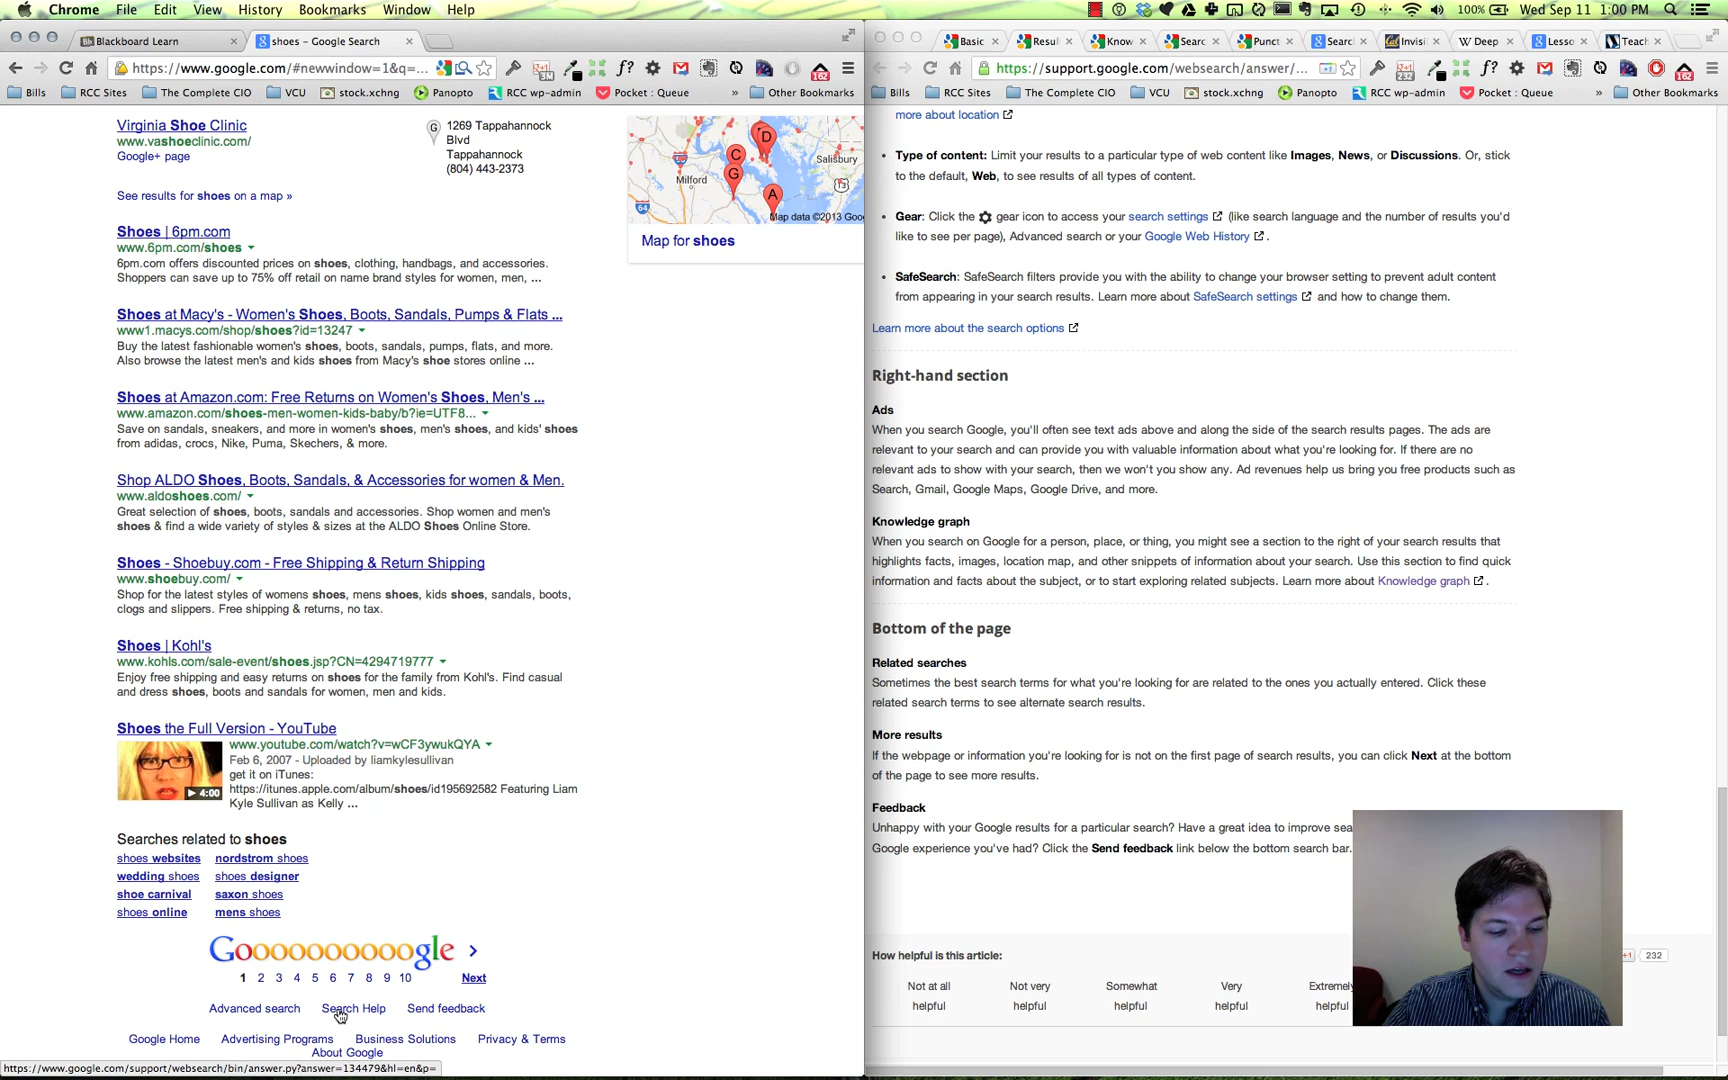 Chrome File Edit View History Bookmarks Window Help
100% Wed Sep 11 1:00 PM
Blackboard Learn
shoes – Google Search
https://www.google.com/#newwindow=1&q=...
Bills RCC Sites The Complete CIO VCU stock.xchng Panopto RCC wp-admin Pocket : Queue » Other Bookmarks
Virginia Shoe Clinic
www.vashoeclinic.com/
Google+ page
G
1269 Tappahannock
Blvd
Tappahannock
(804) 443-2373
See results for shoes on a map »
D
C
G
A
Salisbury
Milford
64
13
Map data ©2013 Goo
Map for shoes
Shoes | 6pm.com
www.6pm.com/shoes
6pm.com offers discounted prices on shoes, clothing, handbags, and accessories.
Shoppers can save up to 75% off retail on name brand styles for women, men, ...
Shoes at Macy's - Women's Shoes, Boots, Sandals, Pumps & Flats ...
www1.macys.com/shop/shoes?id=13247
Buy the latest fashionable women's shoes, boots, sandals, pumps, flats, and more.
Also browse the latest men's and kids shoes from Macy's shoe stores online ...
Shoes at Amazon.com: Free Returns on Women's Shoes, Men's ...
www.amazon.com/shoes-men-women-kids-baby/b?ie=UTF8...
Save on sandals, sneakers, and more in women's shoes, men's shoes, and kids' shoes
from adidas, crocs, Nike, Puma, Skechers, & more.
Shop ALDO Shoes, Boots, Sandals, & Accessories for women & Men.
www.aldoshoes.com/
Great selection of shoes, boots, sandals and accessories. Shop women and men's
shoes & find a wide variety of styles & sizes at the ALDO Shoes Online Store.
Shoes - Shoebuy.com - Free Shipping & Return Shipping
www.shoebuy.com/
Shop for the latest styles of womens shoes, mens shoes, kids shoes, sandals, boots,
clogs and slippers. Free shipping & returns, no tax.
Shoes | Kohl's
www.kohls.com/sale-event/shoes.jsp?CN=4294719777
Enjoy free shipping and easy returns on shoes for the family from Kohl's. Find casual
and dress shoes, boots and sandals for women, men and kids.
Shoes the Full Version - YouTube
www.youtube.com/watch?v=wCF3ywukQYA
Feb 6, 2007 - Uploaded by liamkylesullivan
get it on iTunes:
https://itunes.apple.com/album/shoes/id195692582 Featuring Liam
Kyle Sullivan as Kelly ...
4:00
Searches related to shoes
shoes websites nordstrom shoes
wedding shoes shoes designer
shoe carnival saxon shoes
shoes online mens shoes
Goooooooooogle
1 2 3 4 5 6 7 8 9 10 Next
Advanced search Search Help Send feedback
Google Home Advertising Programs Business Solutions Privacy & Terms
About Google
https://www.google.com/support/websearch/bin/answer.py?answer=134479&hl=en&p=
Basic Resul Know Searc Punct Searc Invisi Deep Lesso Teach
https://support.google.com/websearch/answer/...
Bills RCC Sites The Complete CIO VCU stock.xchng Panopto RCC wp-admin Pocket : Queue » Other Bookmarks
more about location
Type of content: Limit your results to a particular type of web content like Images, News, or Discussions. Or, stick
to the default, Web, to see results of all types of content.
Gear: Click the gear icon to access your search settings (like search language and the number of results you'd
like to see per page), Advanced search or your Google Web History .
SafeSearch: SafeSearch filters provide you with the ability to change your browser setting to prevent adult content
from appearing in your search results. Learn more about SafeSearch settings and how to change them.
Learn more about the search options
Right-hand section
Ads
When you search Google, you'll often see text ads above and along the side of the search results pages. The ads are
relevant to your search and can provide you with valuable information about what you're looking for. If there are no
relevant ads to show with your search, then we won't you show any. Ad revenues help us bring you free products such as
Search, Gmail, Google Maps, Google Drive, and more.
Knowledge graph
When you search on Google for a person, place, or thing, you might see a section to the right of your search results that
highlights facts, images, location map, and other snippets of information about your search. Use this section to find quick
information and facts about the subject, or to start exploring related subjects. Learn more about Knowledge graph .
Bottom of the page
Related searches
Sometimes the best search terms for what you're looking for are related to the ones you actually entered. Click these
related search terms to see alternate search results.
More results
If the webpage or information you're looking for is not on the first page of search results, you can click Next at the bottom
of the page to see more results.
Feedback
Unhappy with your Google results for a particular search? Have a great idea to improve sea
Google experience you've had? Click the Send feedback link below the bottom search bar.
How helpful is this article:
+1 232
Not at all helpful
Not very helpful
Somewhat helpful
Very helpful
Extremely helpful